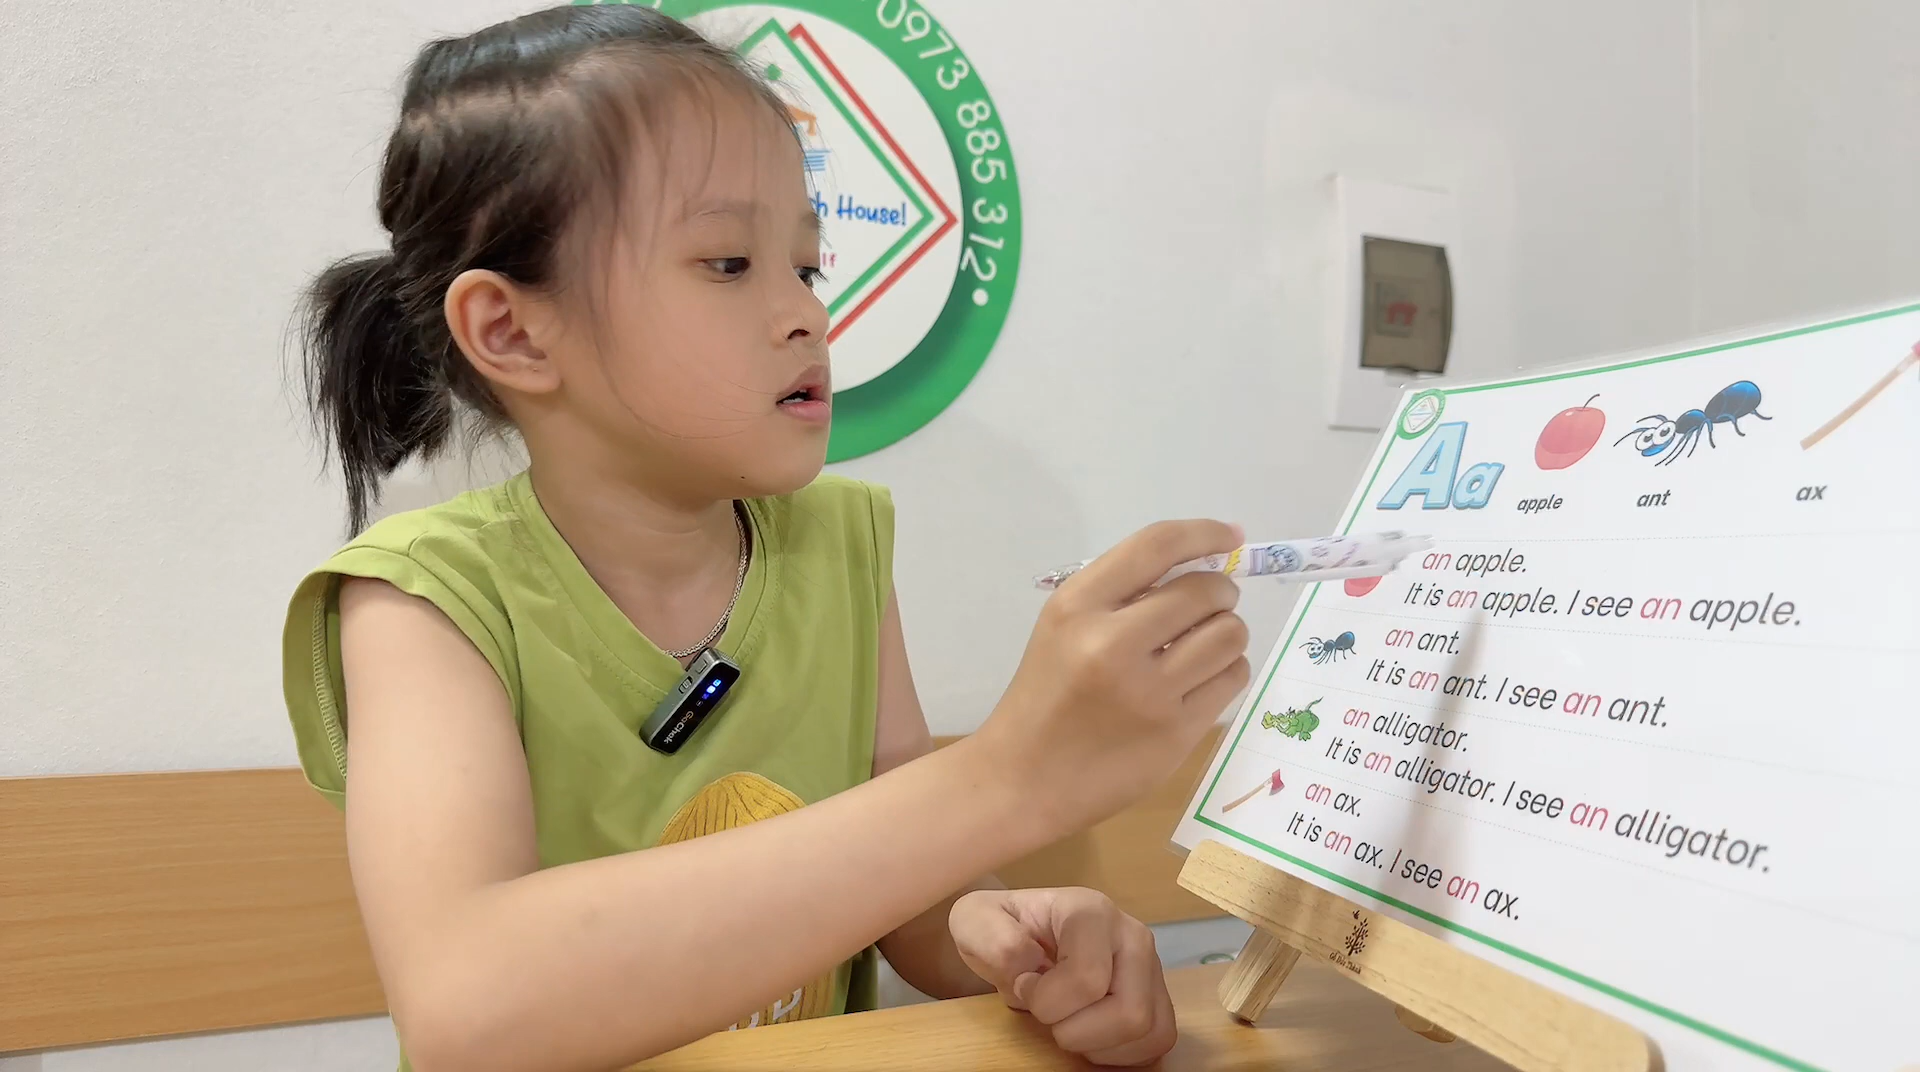 0973 885 312
House!
GoChek
Aa
apple
ant
ax
an apple.
It is an apple. I see an apple.
an ant.
It is an ant. I see an ant.
an alligator.
It is an alligator. I see an alligator.
an ax.
It is an ax. I see an ax.